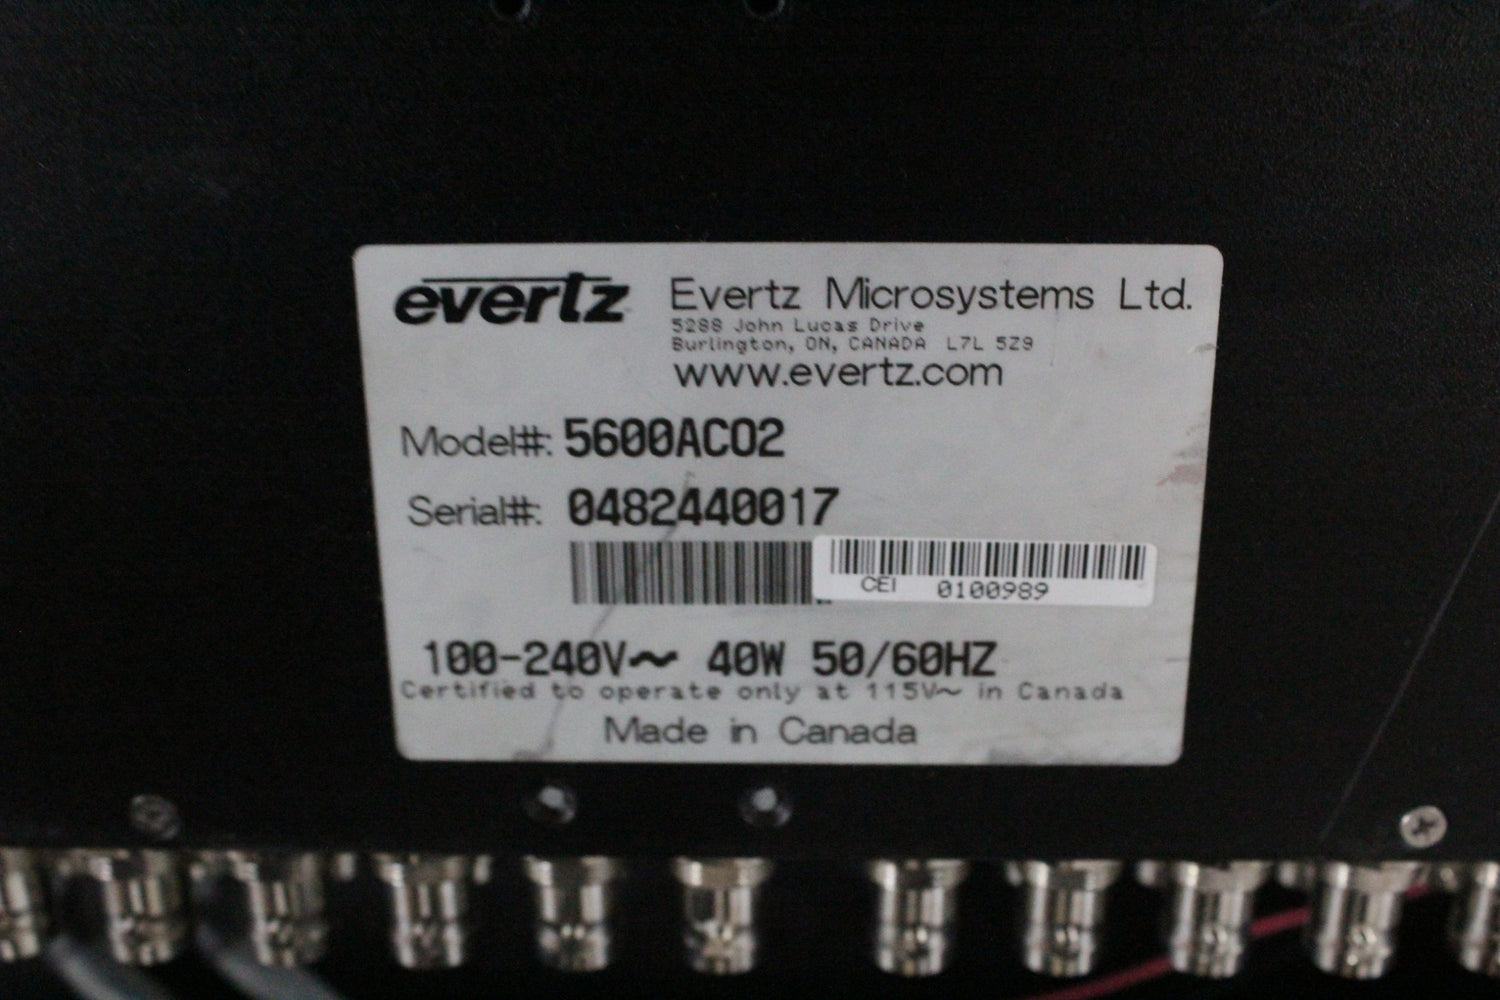 evertz
Evertz Microsystems Ltd.
5288 John Lucas Drive
Burlington, ON, CANADA L7L 5Z9
www.evertz.com
Model#: 5600ACO2
Serial#: 0482440017
CEI 0100989
100-240V~ 40W 50/60HZ
Certified to operate only at 115V~ in Canada
Made in Canada